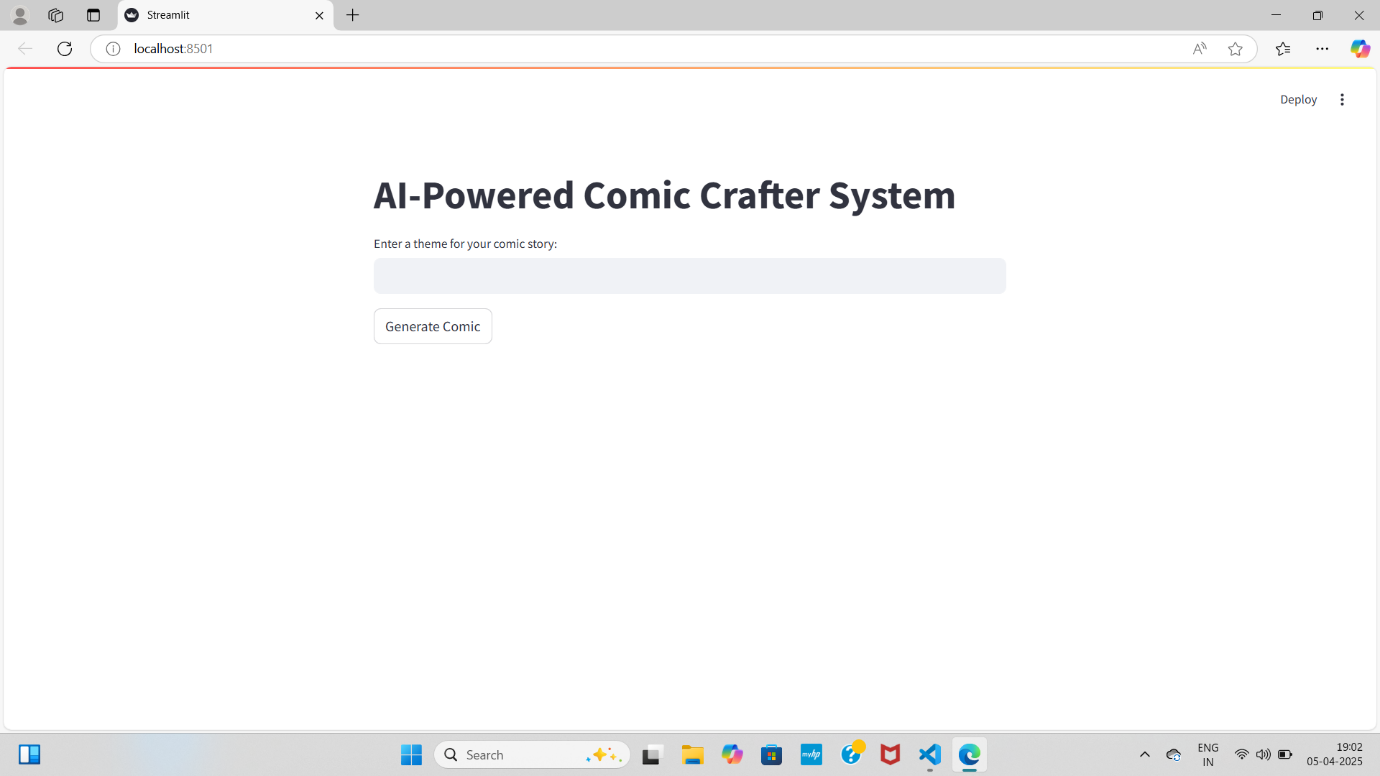 Streamlit
localhost:8501
Deploy
AI-Powered Comic Crafter System
Enter a theme for your comic story:
Generate Comic
Search
myhp
ENG
IN
19:02
05-04-2025